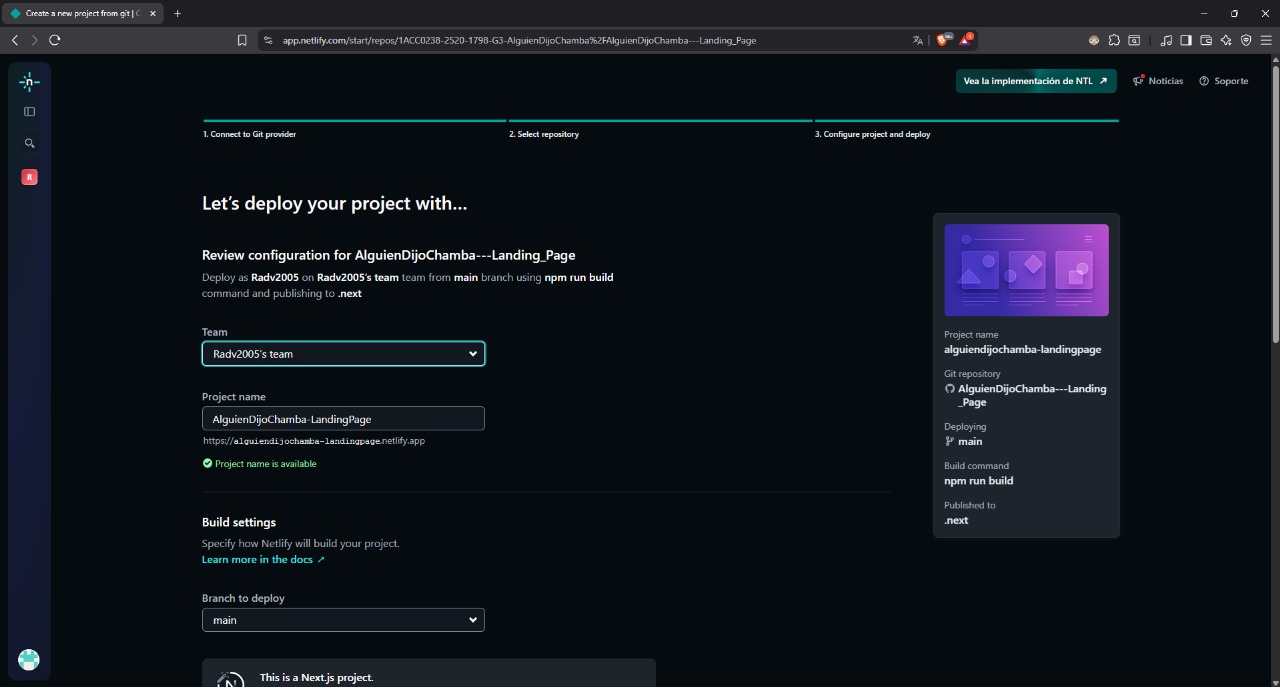 Create a new project from git | C
app.netlify.com/start/repos/1ACC0238-2520-1798-G3-AlguienDijoChamba%2FAlguienDijoChamba---Landing_Page
Vea la implementación de NTL ↗
Noticias
Soporte
R
1. Connect to Git provider
2. Select repository
3. Configure project and deploy
Let's deploy your project with...
Review configuration for AlguienDijoChamba---Landing_Page
Deploy as Radv2005 on Radv2005's team team from main branch using npm run build
command and publishing to .next
Team
Radv2005's team
Project name
AlguienDijoChamba-LandingPage
https://alguiendijochamba-landingpage.netlify.app
Project name is available
Build settings
Specify how Netlify will build your project.
Learn more in the docs ↗
Branch to deploy
main
This is a Next.js project.
Project name
alguiendijochamba-landingpage
Git repository
AlguienDijoChamba---Landing
_Page
Deploying
main
Build command
npm run build
Published to
.next